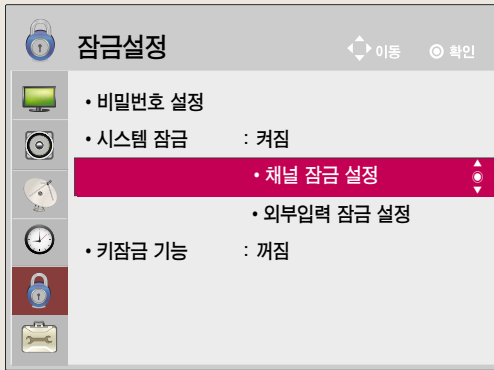 잠금설정 이동 확인
• 비밀번호 설정
• 시스템 잠금 : 켜짐
• 채널 잠금 설정
• 외부입력 잠금 설정
• 키잠금 기능 : 꺼짐